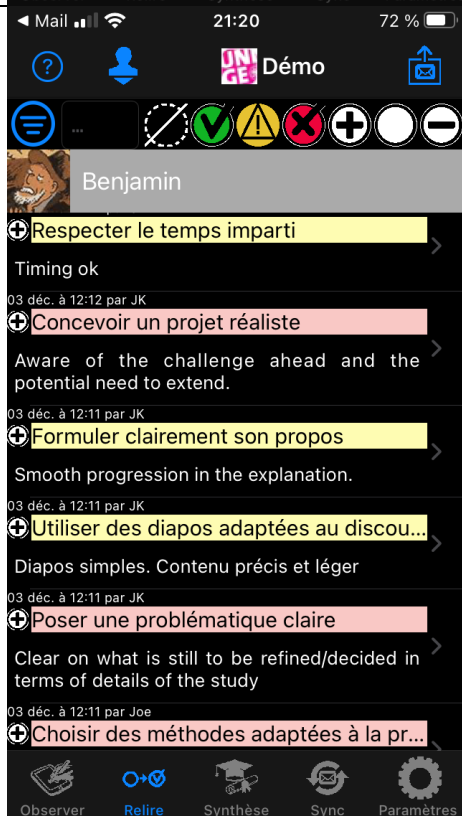 ◀ Mail 21:20 72 %
? UNI GE Démo
...
Benjamin
Respecter le temps imparti
Timing ok
03 déc. à 12:12 par JK
Concevoir un projet réaliste
Aware of the challenge ahead and the
potential need to extend.
03 déc. à 12:11 par JK
Formuler clairement son propos
Smooth progression in the explanation.
03 déc. à 12:11 par JK
Utiliser des diapos adaptées au discou...
Diapos simples. Contenu précis et léger
03 déc. à 12:11 par JK
Poser une problématique claire
Clear on what is still to be refined/decided in
terms of details of the study
03 déc. à 12:11 par Joe
Choisir des méthodes adaptées à la pr...
Observer Relire Synthèse Sync Paramètres